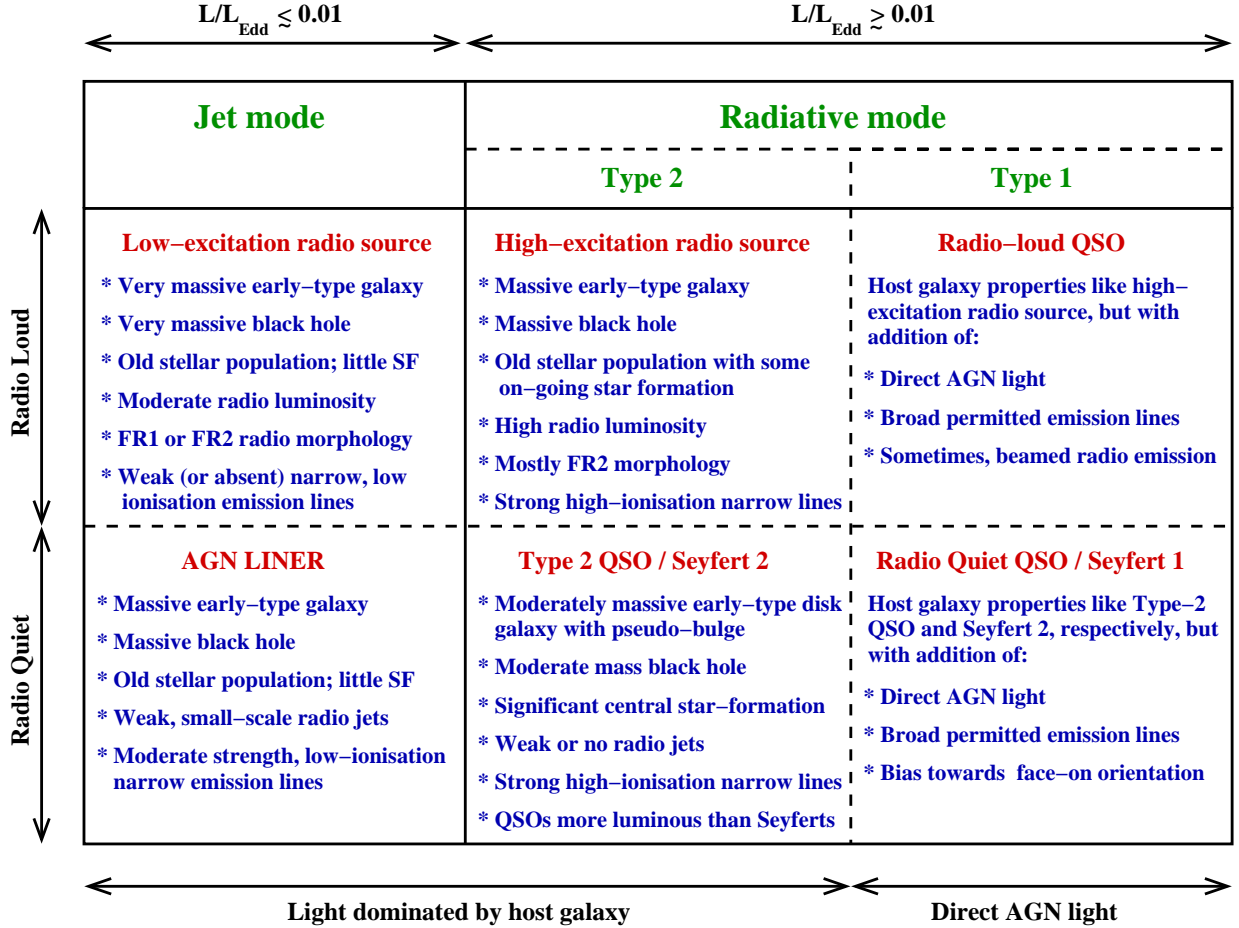 L/L_Edd ≲ 0.01
L/L_Edd ≳ 0.01
Jet mode
Radiative mode
Type 2
Type 1
Radio Loud
Low−excitation radio source
* Very massive early−type galaxy
* Very massive black hole
* Old stellar population; little SF
* Moderate radio luminosity
* FR1 or FR2 radio morphology
* Weak (or absent) narrow, low
ionisation emission lines
High−excitation radio source
* Massive early−type galaxy
* Massive black hole
* Old stellar population with some
on−going star formation
* High radio luminosity
* Mostly FR2 morphology
* Strong high−ionisation narrow lines
Radio−loud QSO
Host galaxy properties like high−
excitation radio source, but with
addition of:
* Direct AGN light
* Broad permitted emission lines
* Sometimes, beamed radio emission
Radio Quiet
AGN LINER
* Massive early−type galaxy
* Massive black hole
* Old stellar population; little SF
* Weak, small−scale radio jets
* Moderate strength, low−ionisation
narrow emission lines
Type 2 QSO / Seyfert 2
* Moderately massive early−type disk
galaxy with pseudo−bulge
* Moderate mass black hole
* Significant central star−formation
* Weak or no radio jets
* Strong high−ionisation narrow lines
* QSOs more luminous than Seyferts
Radio Quiet QSO / Seyfert 1
Host galaxy properties like Type−2
QSO and Seyfert 2, respectively, but
with addition of:
* Direct AGN light
* Broad permitted emission lines
* Bias towards face−on orientation
Light dominated by host galaxy
Direct AGN light